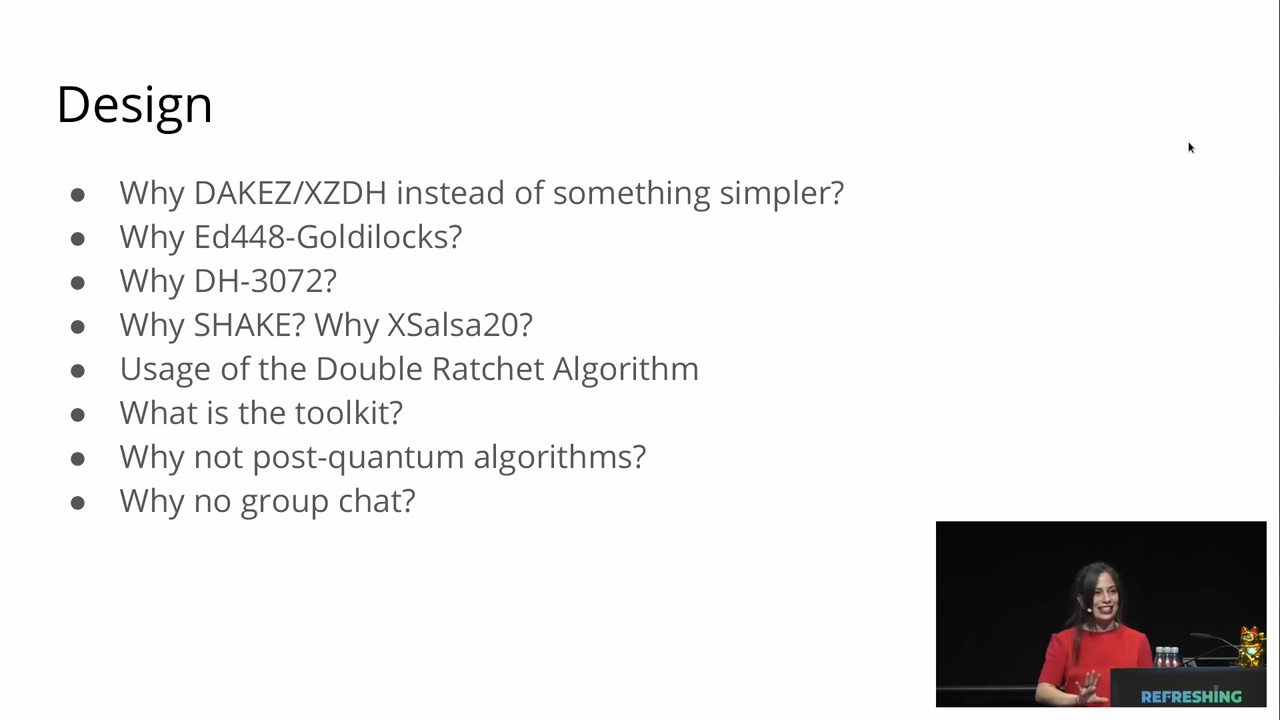 Design
● Why DAKEZ/XZDH instead of something simpler?
● Why Ed448-Goldilocks?
● Why DH-3072?
● Why SHAKE? Why XSalsa20?
● Usage of the Double Ratchet Algorithm
● What is the toolkit?
● Why not post-quantum algorithms?
● Why no group chat?
REFRESHING